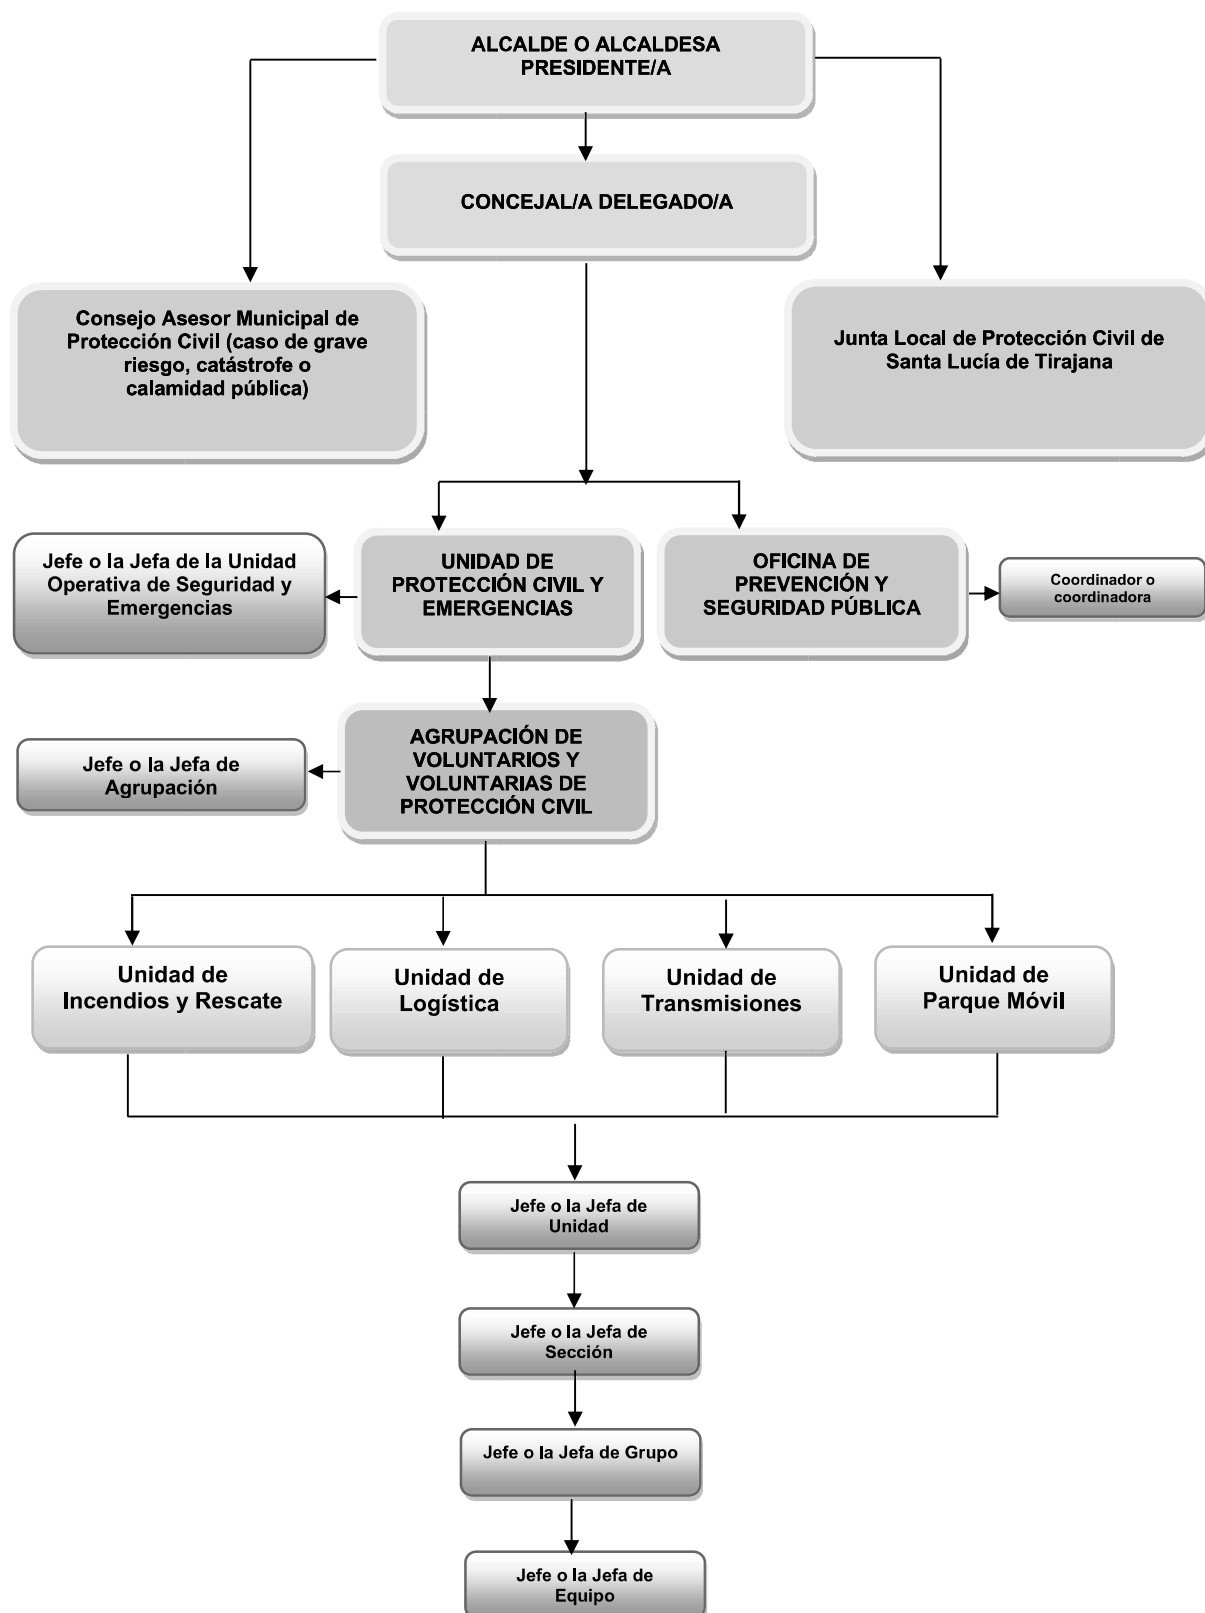 ALCALDE O ALCALDESA
PRESIDENTE/A
CONCEJAL/A DELEGADO/A
Consejo Asesor Municipal de
Protección Civil (caso de grave
riesgo, catástrofe o
calamidad pública)
Junta Local de Protección Civil de
Santa Lucía de Tirajana
Jefe o la Jefa de la Unidad
Operativa de Seguridad y
Emergencias
UNIDAD DE
PROTECCIÓN CIVIL Y
EMERGENCIAS
OFICINA DE
PREVENCIÓN Y
SEGURIDAD PÚBLICA
Coordinador o
coordinadora
Jefe o la Jefa de
Agrupación
AGRUPACIÓN DE
VOLUNTARIOS Y
VOLUNTARIAS DE
PROTECCIÓN CIVIL
Unidad de
Incendios y Rescate
Unidad de
Logística
Unidad de
Transmisiones
Unidad de
Parque Móvil
Jefe o la Jefa de
Unidad
Jefe o la Jefa de
Sección
Jefe o la Jefa de Grupo
Jefe o la Jefa de
Equipo